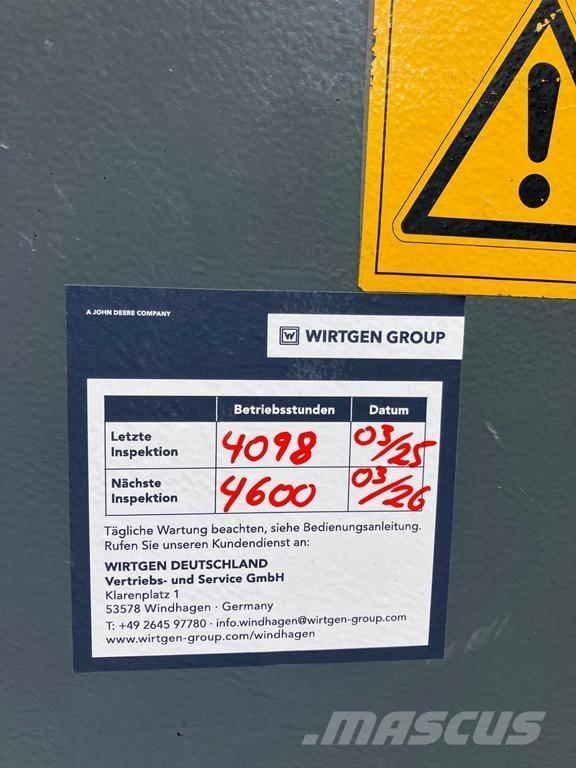 A JOHN DEERE COMPANY
W WIRTGEN GROUP
Betriebsstunden Datum
Letzte Inspektion 4098 03/25
Nächste Inspektion 4600 03/26
Tägliche Wartung beachten, siehe Bedienungsanleitung.
Rufen Sie unseren Kundendienst an:
WIRTGEN DEUTSCHLAND
Vertriebs- und Service GmbH
Klarenplatz 1
53578 Windhagen · Germany
T: +49 2645 97780 · info.windhagen@wirtgen-group.com
www.wirtgen-group.com/windhagen
MASCUS